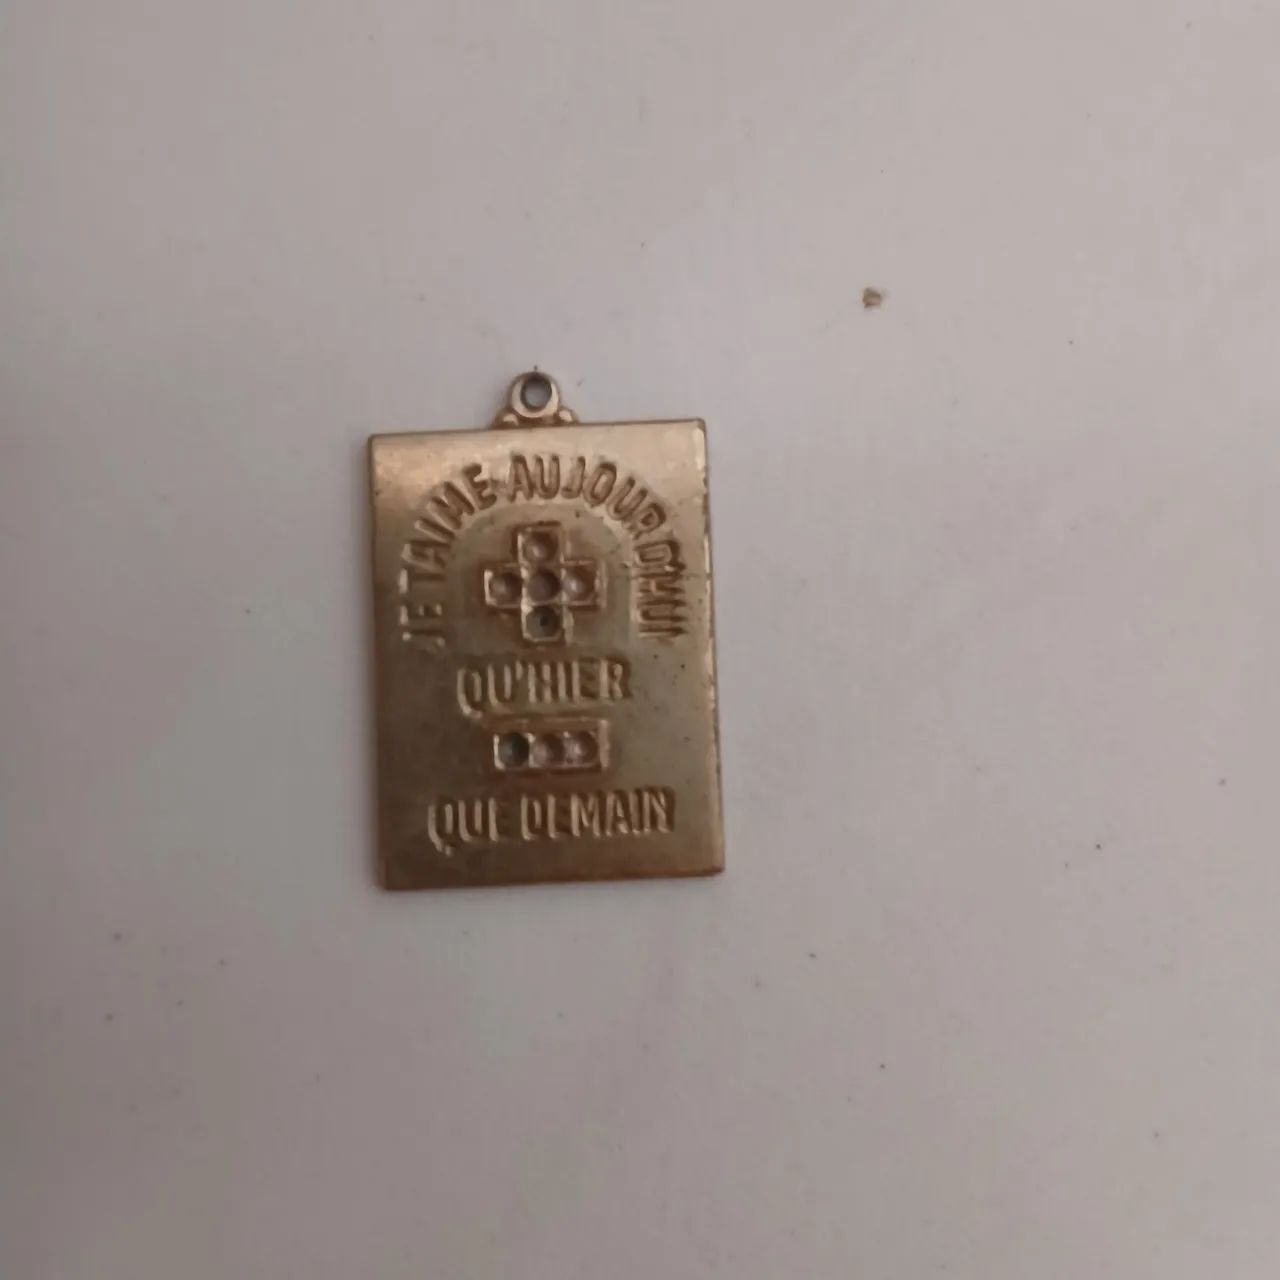 JE T'AIME AUJOURD'HUI
+
QU'HIER
-
QUE DEMAIN